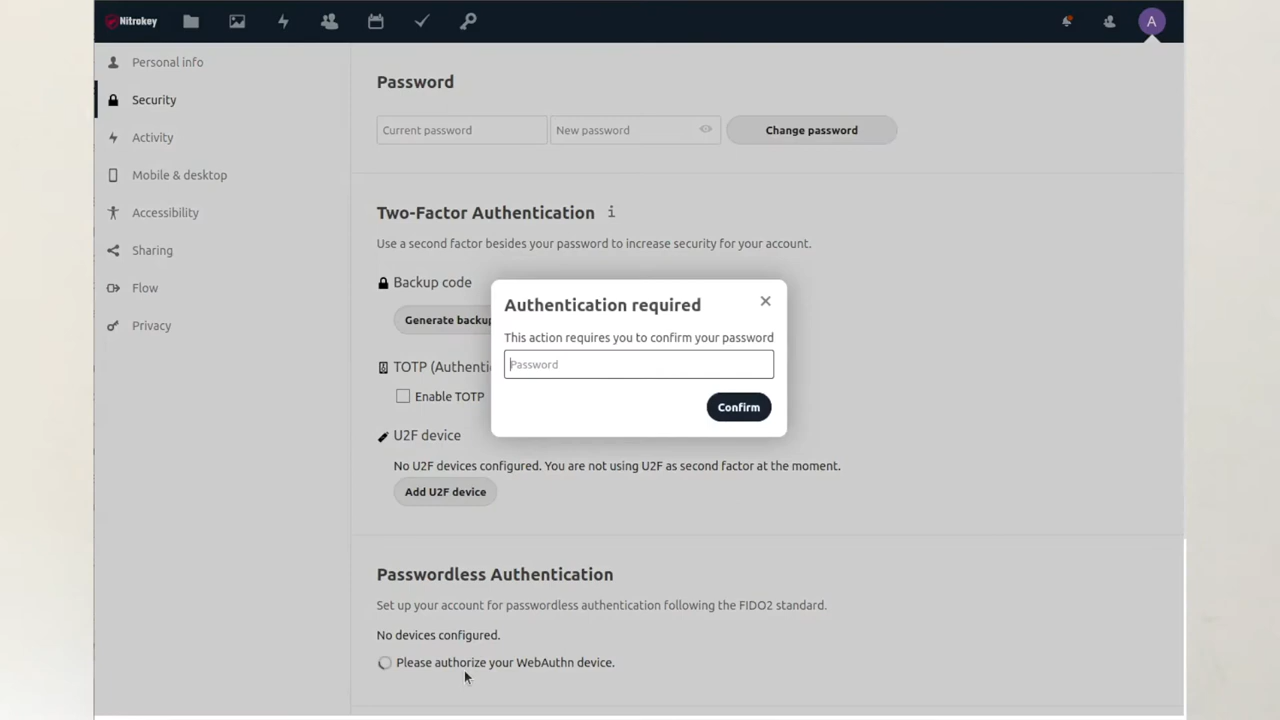 Nitrokey
A
Personal info
Security
Activity
Mobile & desktop
Accessibility
Sharing
Flow
Privacy
Password
Current password
New password
Change password
Two-Factor Authentication
Use a second factor besides your password to increase security for your account.
Backup code
Generate backup
TOTP (Authenti
Enable TOTP
U2F device
No U2F devices configured. You are not using U2F as second factor at the moment.
Add U2F device
Authentication required
This action requires you to confirm your password
Password
Confirm
Passwordless Authentication
Set up your account for passwordless authentication following the FIDO2 standard.
No devices configured.
Please authorize your WebAuthn device.